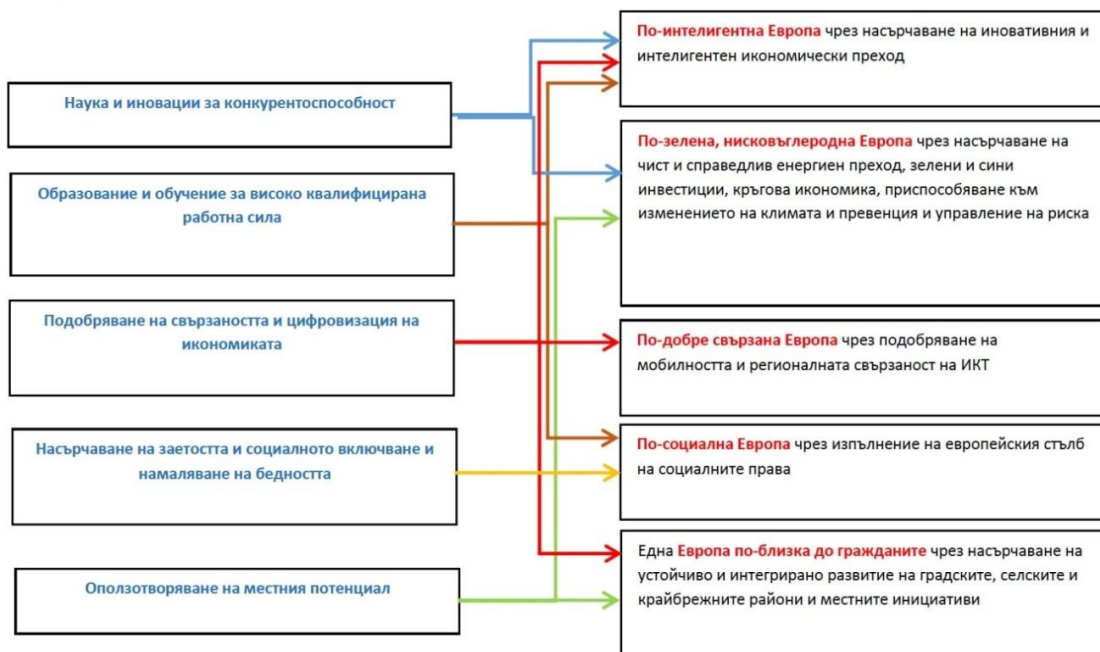 Наука и иновации за конкурентоспособност
Образование и обучение за високо квалифицирана
работна сила
Подобряване на свързаността и цифровизация на
икономиката
Насърчаване на заетостта и социалното включване и
намаляване на бедността
Оползотворяване на местния потенциал
По-интелигентна Европа чрез насърчаване на иновативния и
интелигентен икономически преход
По-зелена, нисковъглеродна Европа чрез насърчаване на
чист и справедлив енергиен преход, зелени и сини
инвестиции, кръгова икономика, приспособяване към
изменението на климата и превенция и управление на риска
По-добре свързана Европа чрез подобряване на
мобилността и регионалната свързаност на ИКТ
По-социална Европа чрез изпълнение на европейския стълб
на социалните права
Една Европа по-близка до гражданите чрез насърчаване на
устойчиво и интегрирано развитие на градските, селските и
крайбрежните райони и местните инициативи